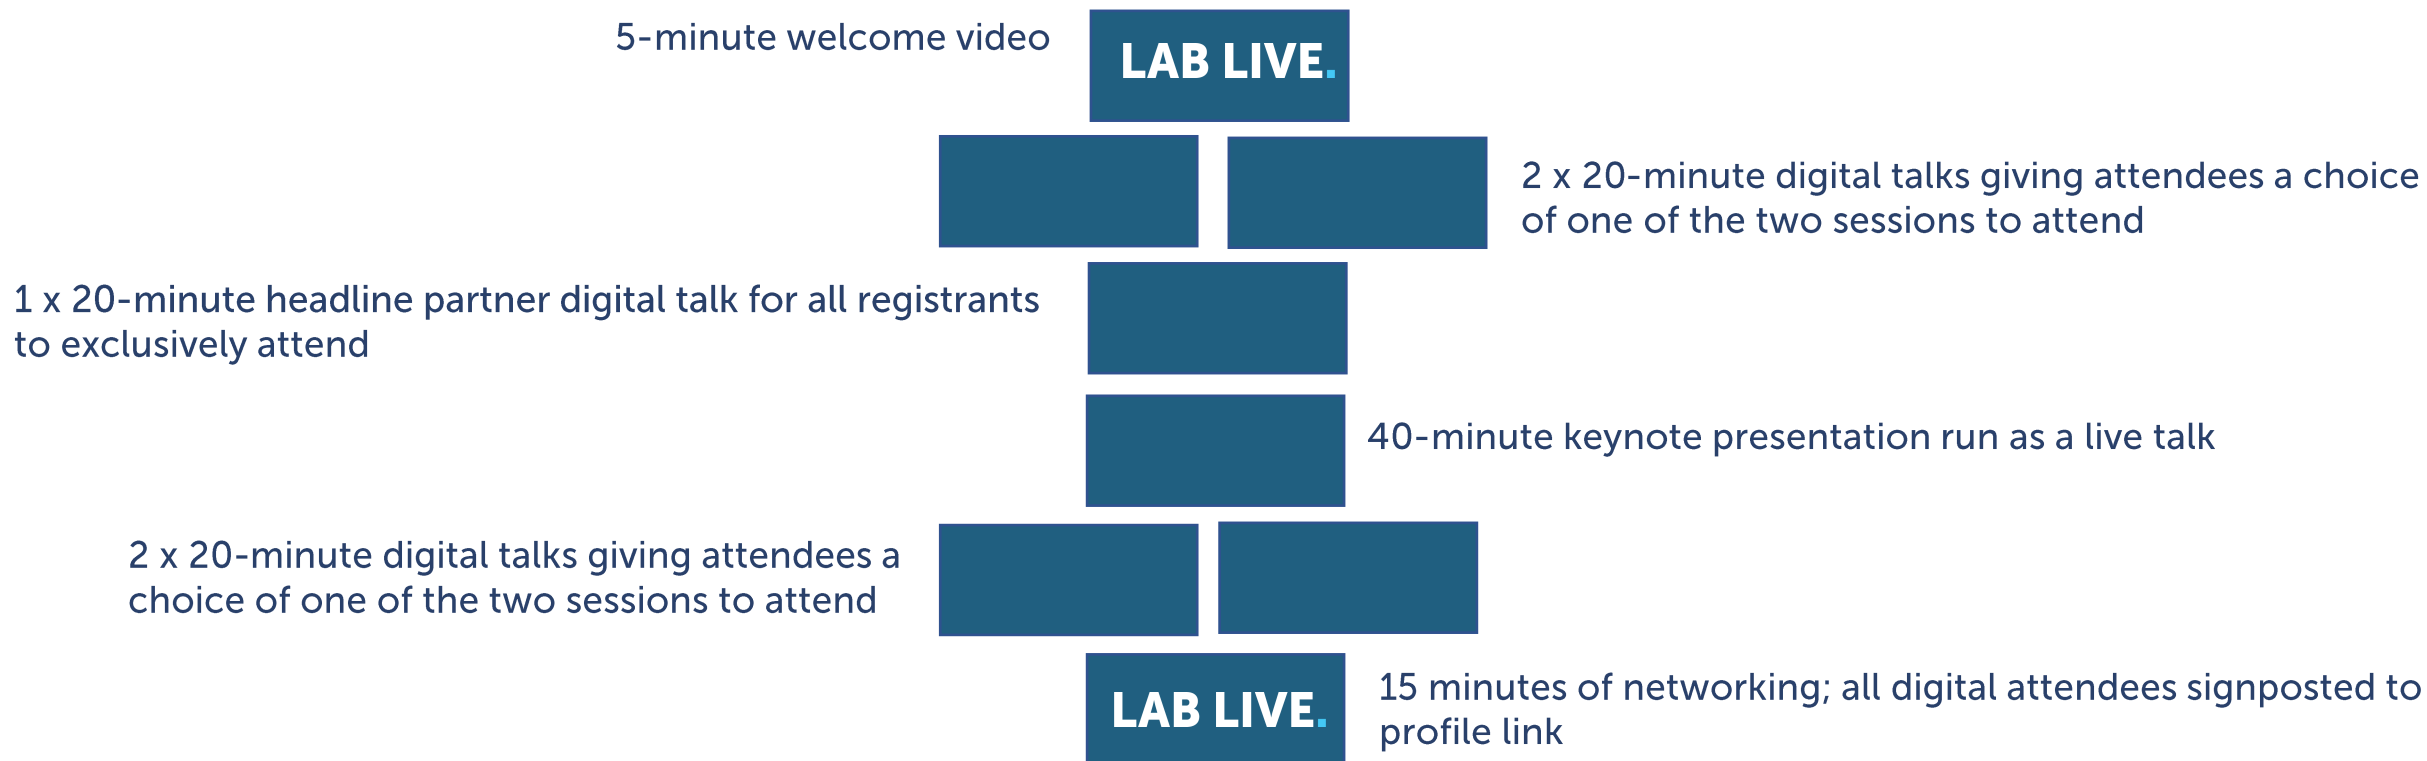 5-minute welcome video
LAB LIVE.
2 x 20-minute digital talks giving attendees a choice
of one of the two sessions to attend
1 x 20-minute headline partner digital talk for all registrants
to exclusively attend
40-minute keynote presentation run as a live talk
2 x 20-minute digital talks giving attendees a
choice of one of the two sessions to attend
LAB LIVE.
15 minutes of networking; all digital attendees signposted to
profile link